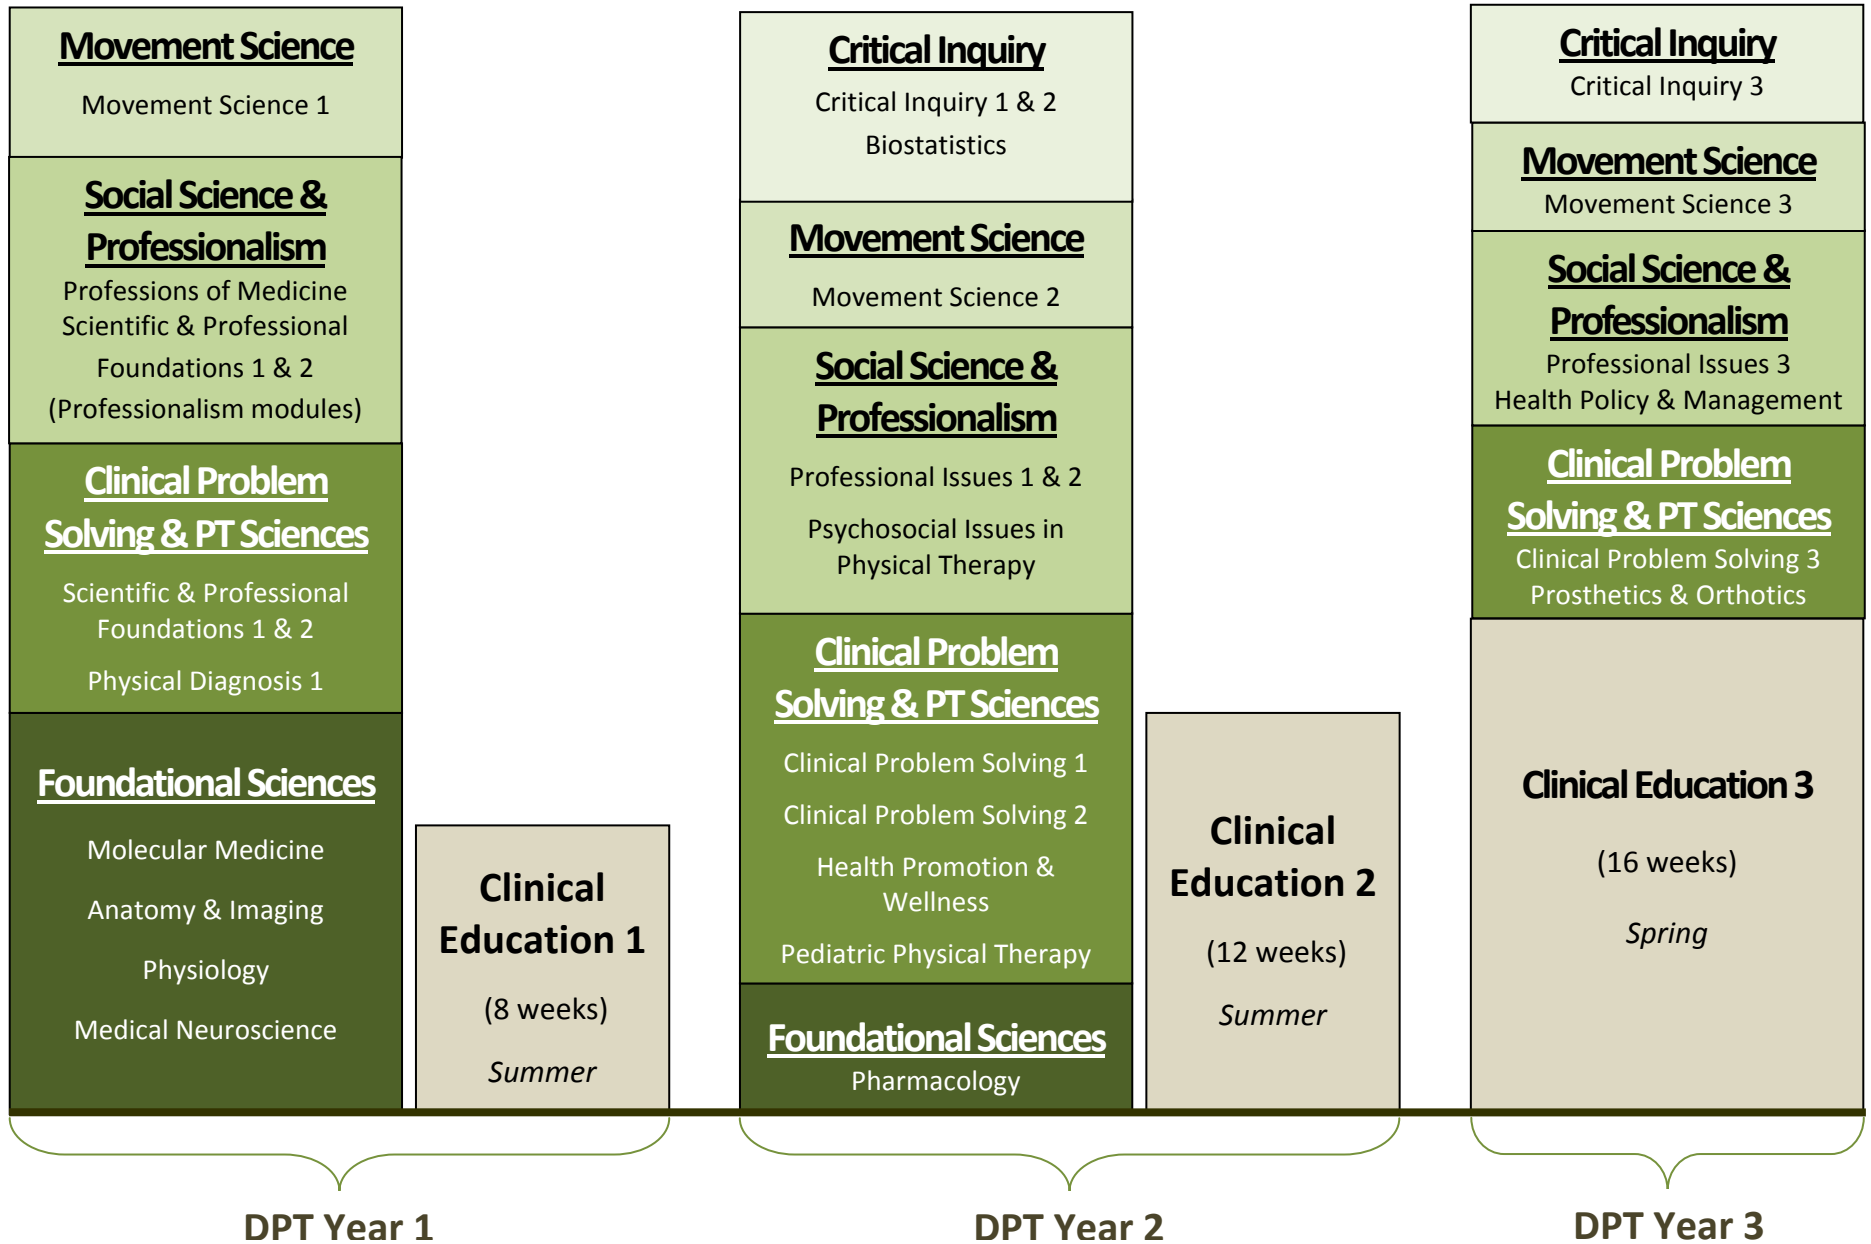 Movement Science
Movement Science 1
Social Science &
Professionalism
Professions of Medicine
Scientific & Professional
Foundations 1 & 2
(Professionalism modules)
Clinical Problem
Solving & PT Sciences
Scientific & Professional
Foundations 1 & 2
Physical Diagnosis 1
Foundational Sciences
Molecular Medicine
Anatomy & Imaging
Physiology
Medical Neuroscience
Clinical
Education 1
(8 weeks)
Summer
DPT Year 1
Critical Inquiry
Critical Inquiry 1 & 2
Biostatistics
Movement Science
Movement Science 2
Social Science &
Professionalism
Professional Issues 1 & 2
Psychosocial Issues in
Physical Therapy
Clinical Problem
Solving & PT Sciences
Clinical Problem Solving 1
Clinical Problem Solving 2
Health Promotion &
Wellness
Pediatric Physical Therapy
Foundational Sciences
Pharmacology
Clinical
Education 2
(12 weeks)
Summer
DPT Year 2
Critical Inquiry
Critical Inquiry 3
Movement Science
Movement Science 3
Social Science &
Professionalism
Professional Issues 3
Health Policy & Management
Clinical Problem
Solving & PT Sciences
Clinical Problem Solving 3
Prosthetics & Orthotics
Clinical Education 3
(16 weeks)
Spring
DPT Year 3